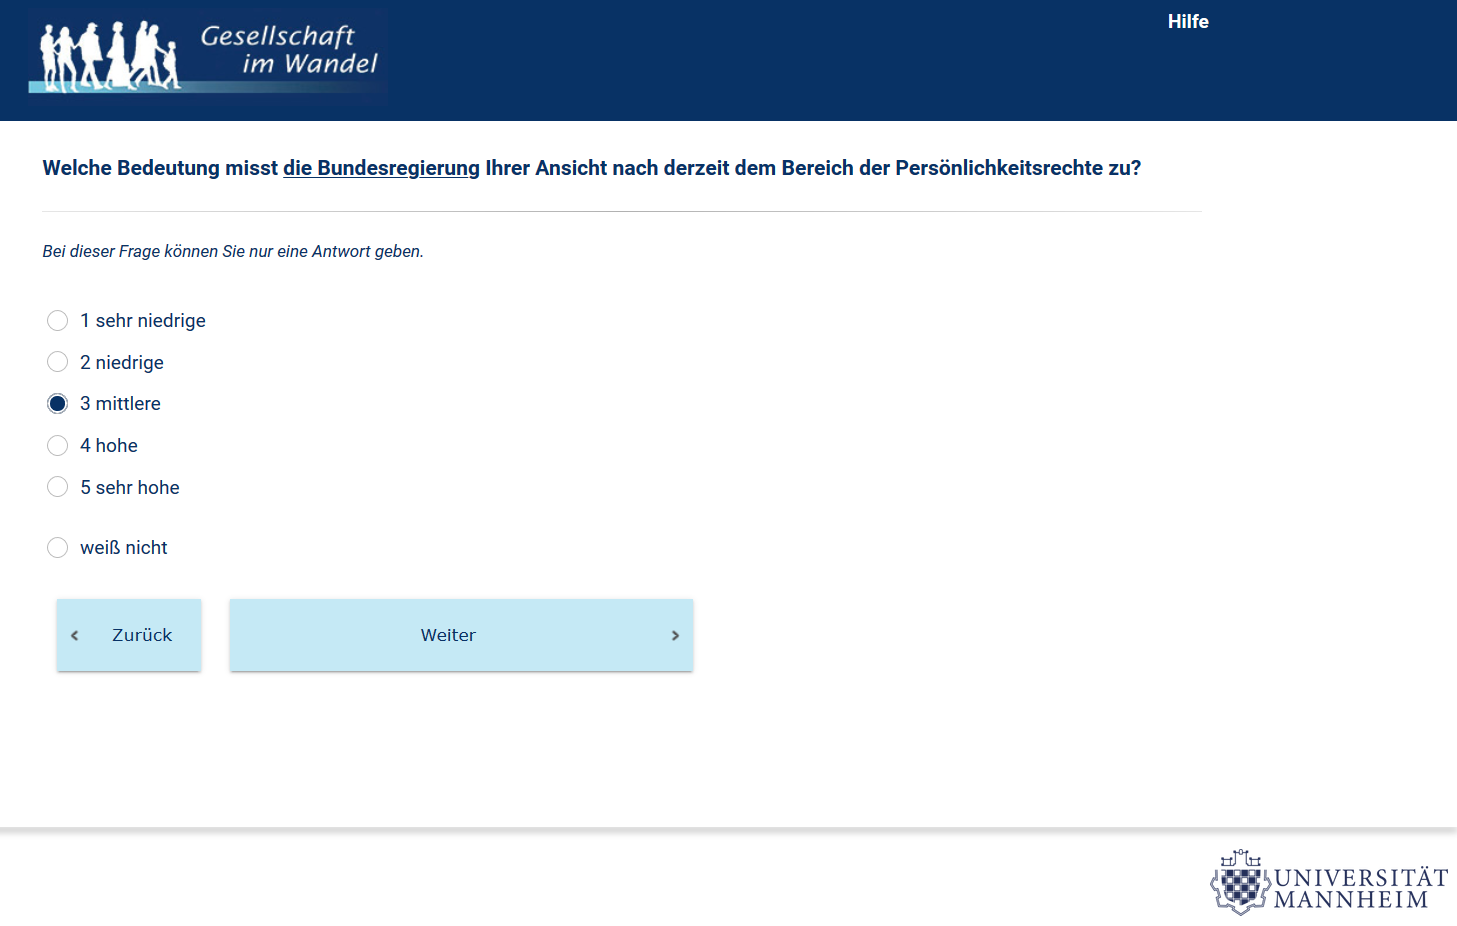 Gesellschaft
im Wandel
Hilfe
Welche Bedeutung misst die Bundesregierung Ihrer Ansicht nach derzeit dem Bereich der Persönlichkeitsrechte zu?
Bei dieser Frage können Sie nur eine Antwort geben.
1 sehr niedrige
2 niedrige
3 mittlere
4 hohe
5 sehr hohe
weiß nicht
Zurück
Weiter
UNIVERSITÄT
MANNHEIM